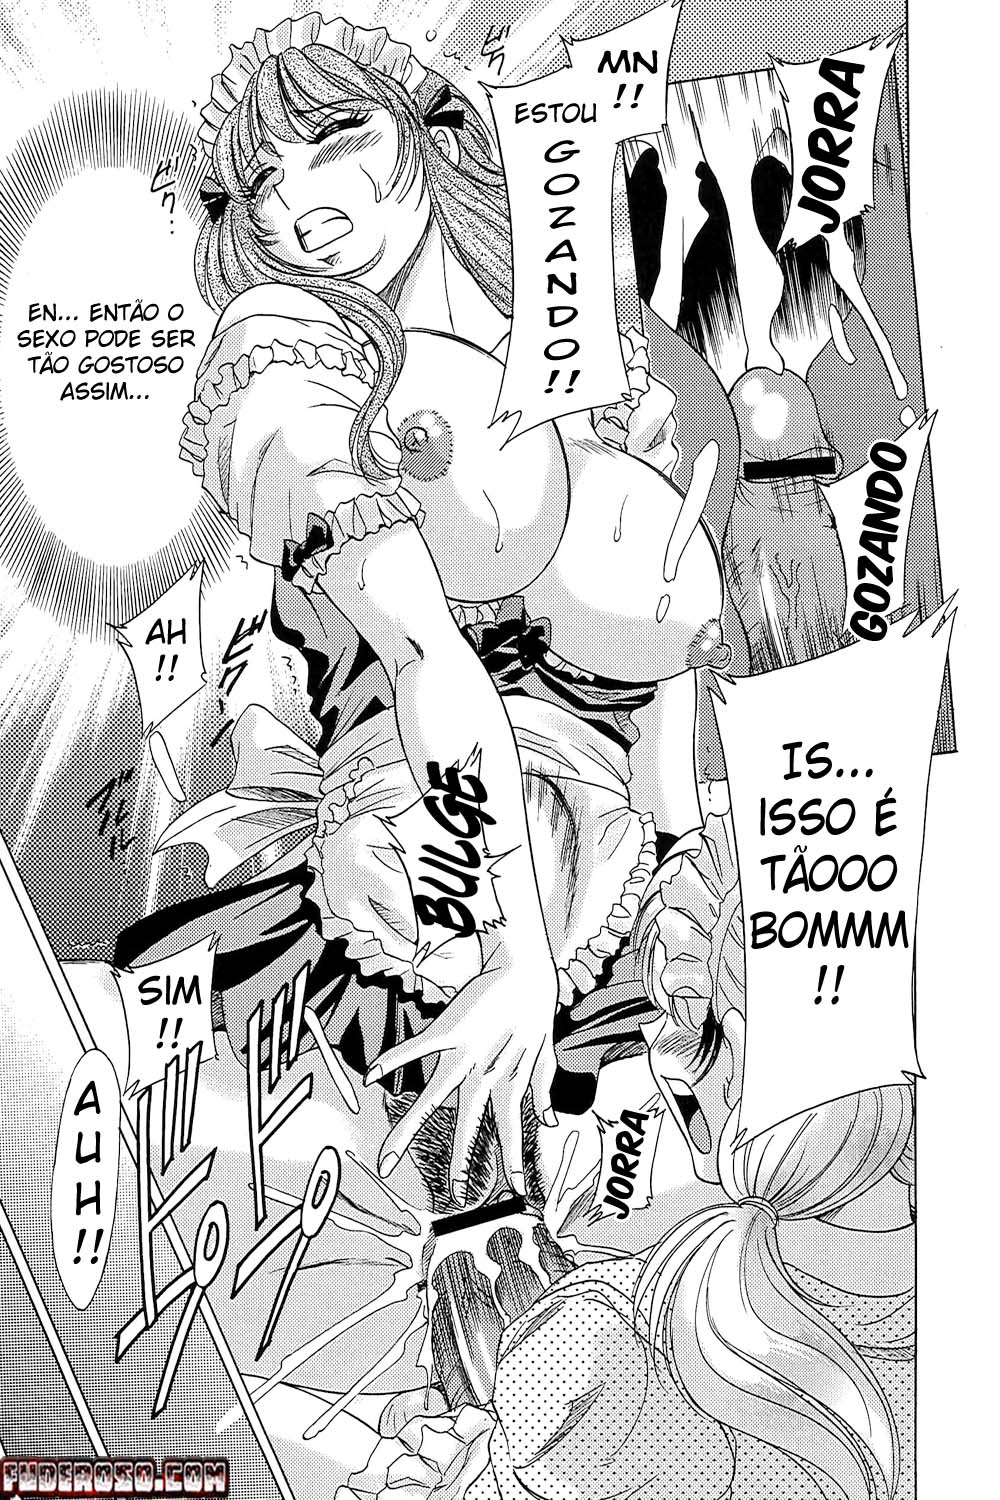 MN
!!
ESTOU
GOZANDO!!
JORRA
GOZANDO
EN... ENTÃO O
SEXO PODE SER
TÃO GOSTOSO
ASSIM...
AH
!!
BULGE
IS...
ISSO É
TÃOOO
BOMMM
!!
SIM
!!
JORRA
AUH!!
FUDEROSO.COM